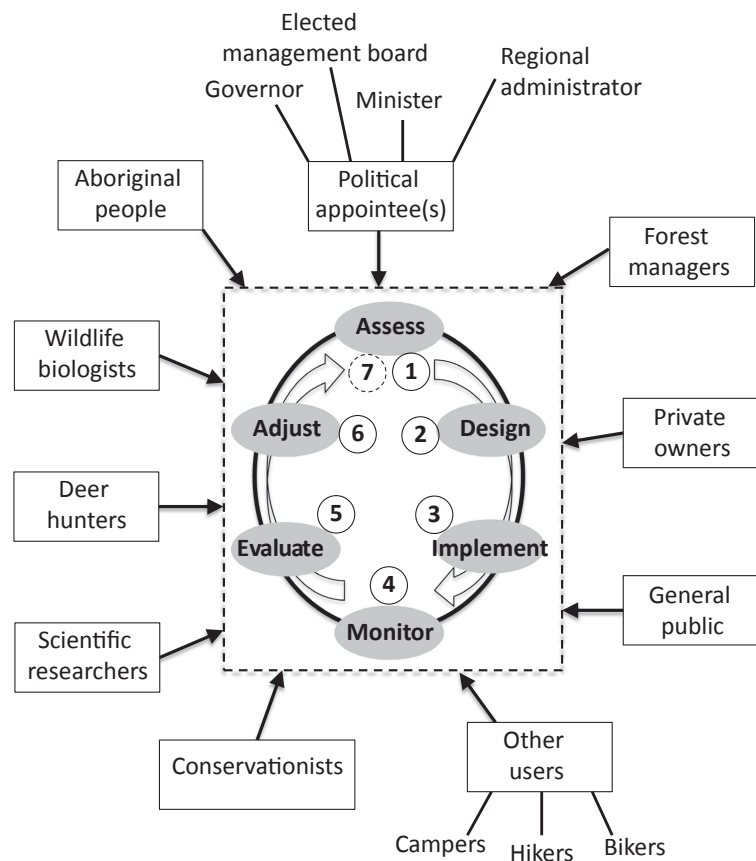 Elected
management board
Regional
administrator
Governor
Minister
Aboriginal
people
Political
appointee(s)
Forest
managers
Assess
7
1
Wildlife
biologists
Adjust
6
2
Design
Private
owners
Deer
hunters
5
3
Evaluate
Implement
4
Monitor
General
public
Scientific
researchers
Conservationists
Other
users
Campers
Hikers
Bikers